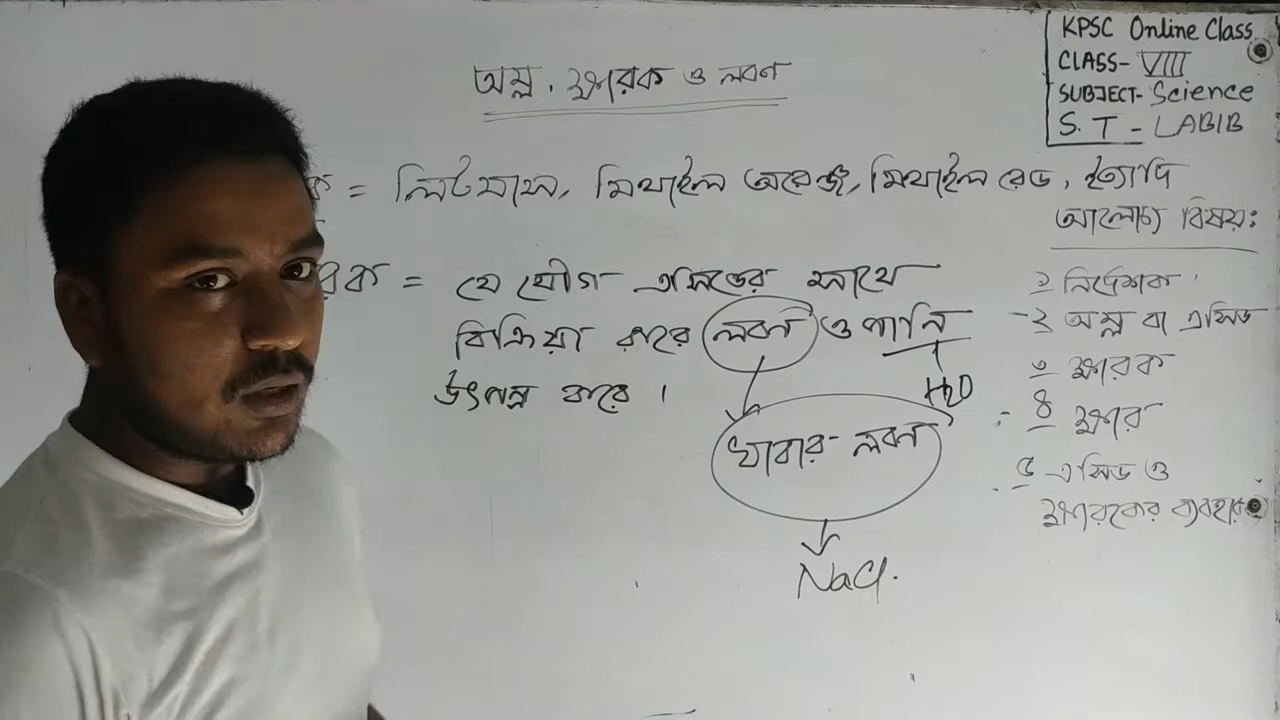 অম্ল, ক্ষারক ও লবণ
KPSC Online Class
CLASS- VIII
SUBJECT- Science
S. T - LABIB
ক = লিটমাস, মিথাইল অরেঞ্জ, মিথাইল রেড, ইত্যাদি
রক = যে যৌগ এসিডের সাথে
বিক্রিয়া করে লবণ ও পানি
উৎপন্ন করে ।
H2O
খাবার লবণ
NaCl.
আলোচ্য বিষয়ঃ
১ নির্দেশক
২ অম্ল বা এসিড
৩ ক্ষারক
৪ ক্ষার
৫ এসিড ও
ক্ষারকের ব্যবহার